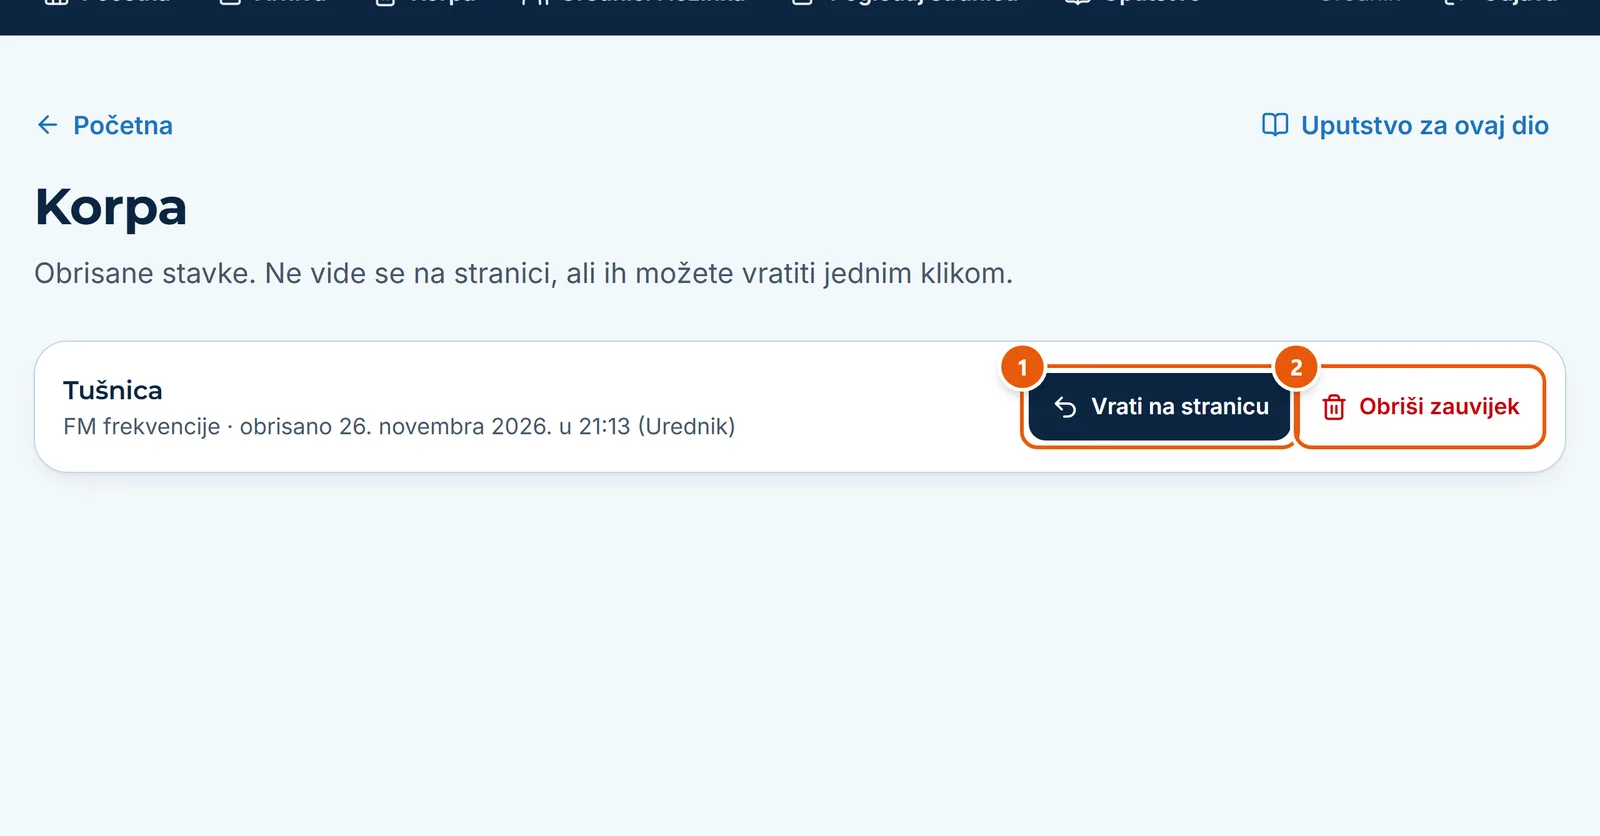 Početna
Uputstvo za ovaj dio
Korpa
Obrisane stavke. Ne vide se na stranici, ali ih možete vratiti jednim klikom.
Tušnica
FM frekvencije · obrisano 26. novembra 2026. u 21:13 (Urednik)
1
Vrati na stranicu
2
Obriši zauvijek